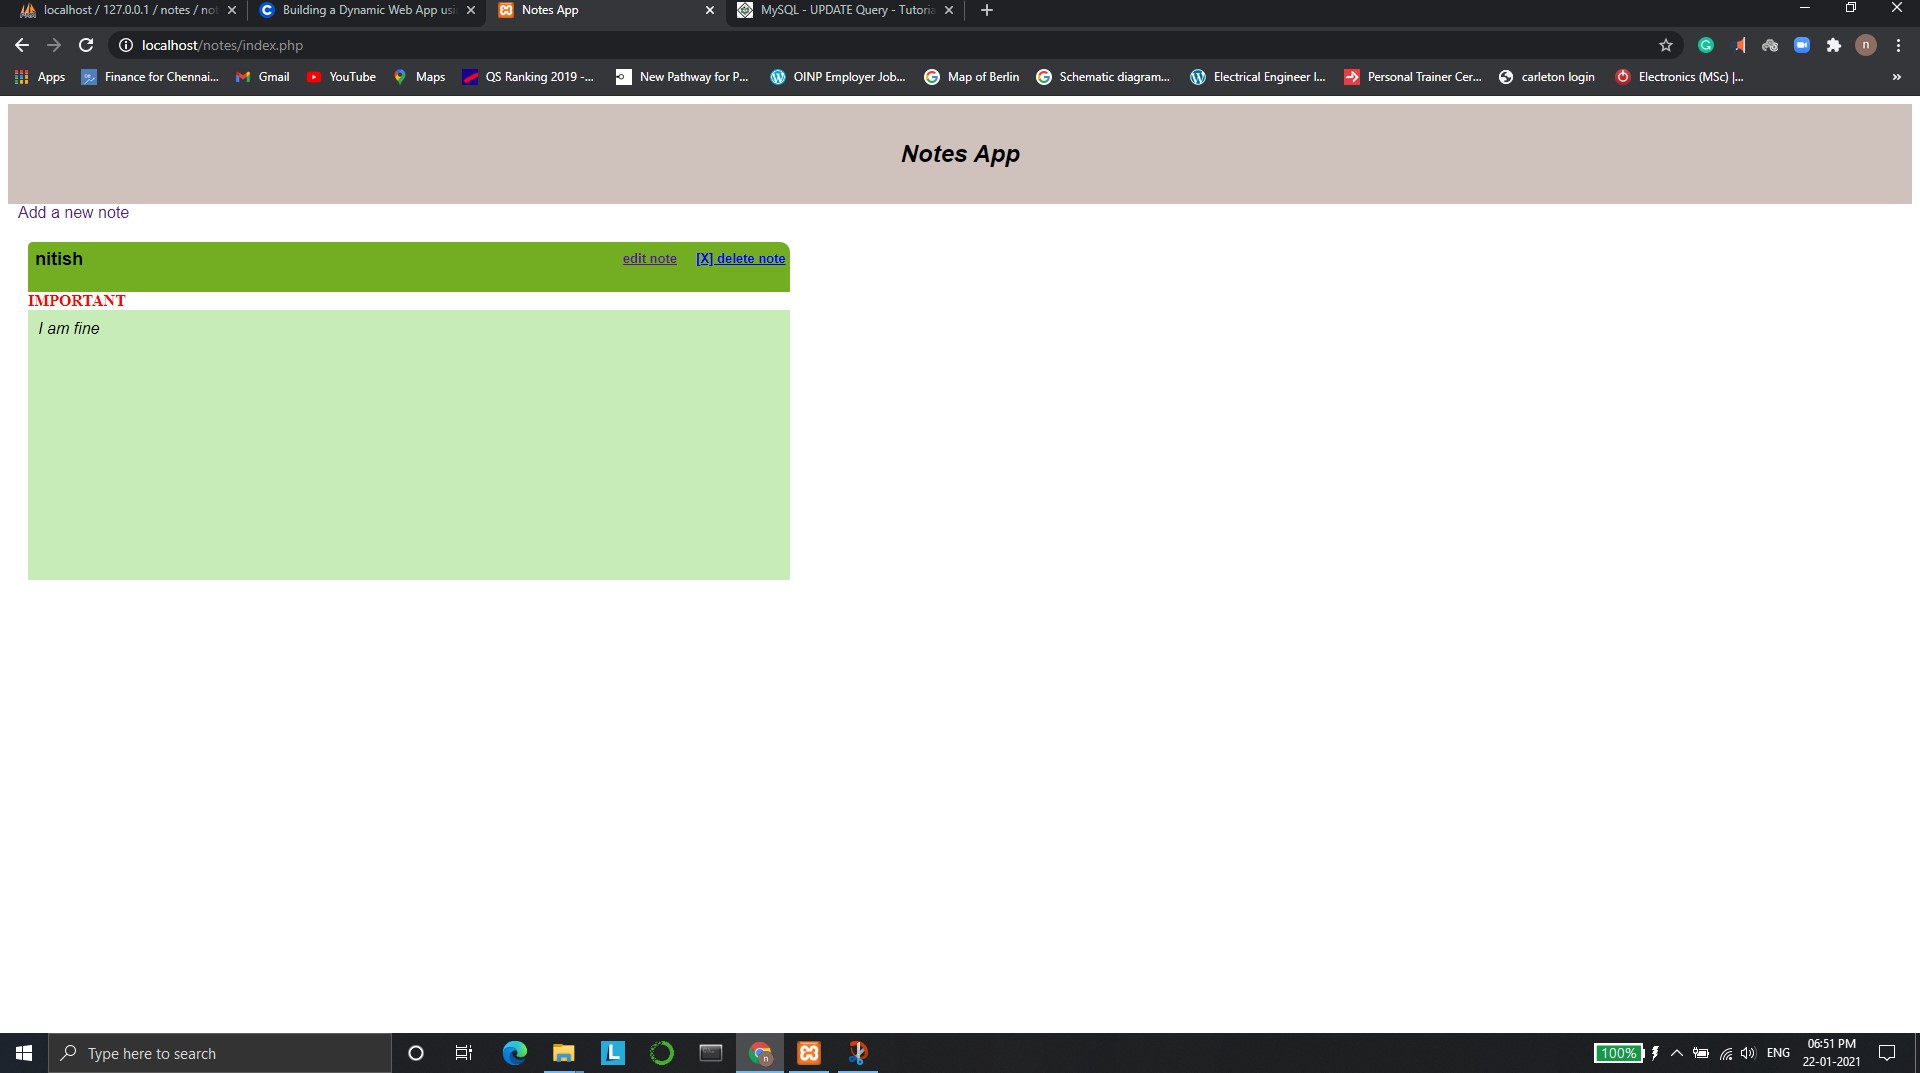 localhost / 127.0.0.1 / notes / not
Building a Dynamic Web App usi
Notes App
MySQL - UPDATE Query - Tutoria
localhost/notes/index.php
Apps
Finance for Chennai...
Gmail
YouTube
Maps
QS Ranking 2019 -...
New Pathway for P...
OINP Employer Job...
Map of Berlin
Schematic diagram...
Electrical Engineer I...
Personal Trainer Cer...
carleton login
Electronics (MSc) |...
»
Notes App
Add a new note
nitish edit note [X] delete note
IMPORTANT
I am fine
Type here to search
100%
ENG
06:51 PM
22-01-2021